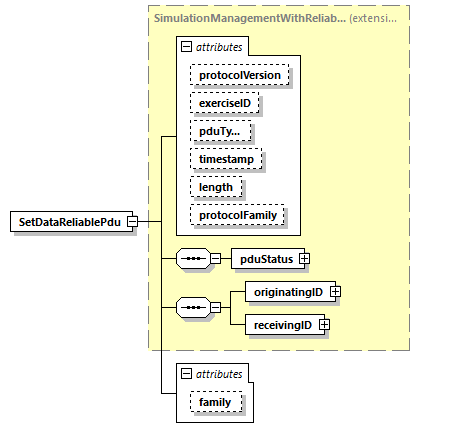 SimulationManagementWithReliab... (extensi...
attributes
protocolVersion
exerciseID
pduTy...
timestamp
length
protocolFamily
SetDataReliablePdu
pduStatus
originatingID
receivingID
attributes
family